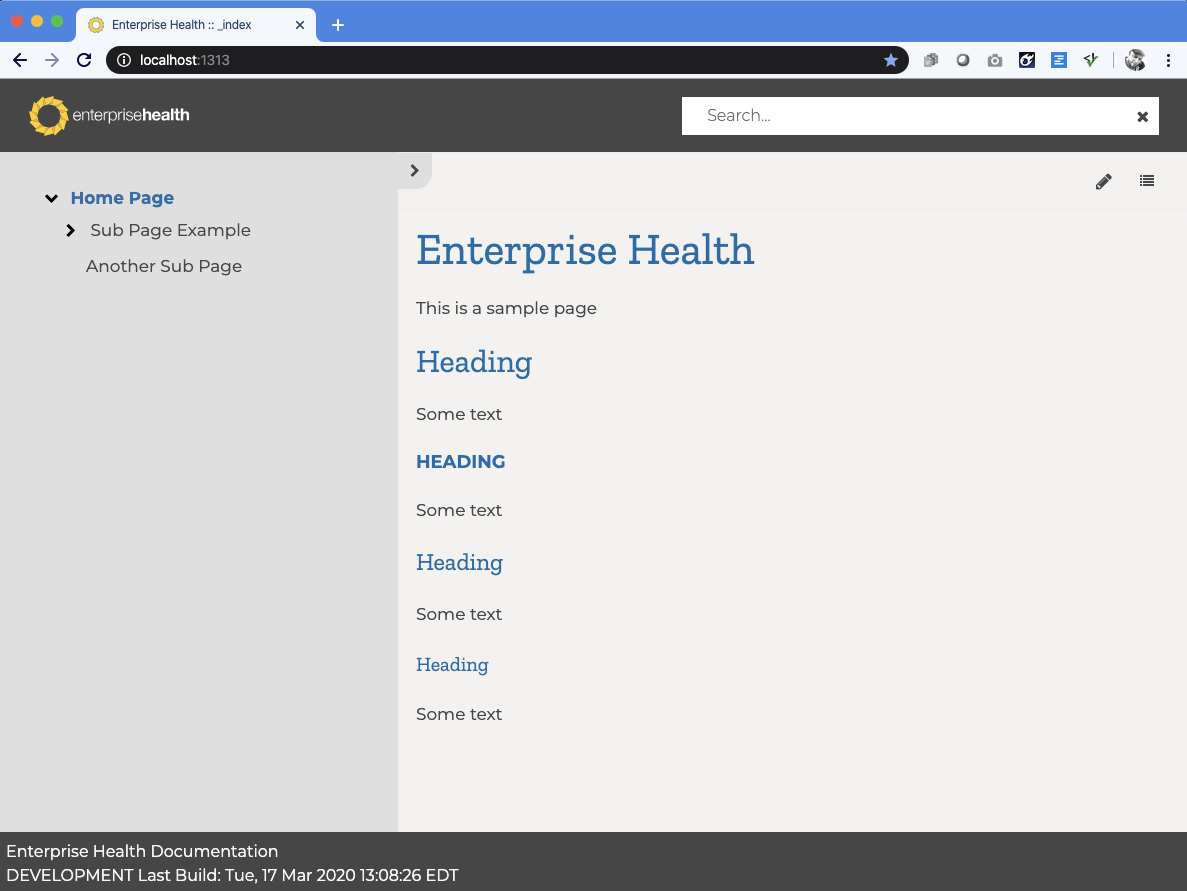 Enterprise Health :: _index
localhost:1313
enterprisehealth
Search...
Home Page
Sub Page Example
Another Sub Page
Enterprise Health
This is a sample page
Heading
Some text
HEADING
Some text
Heading
Some text
Heading
Some text
Enterprise Health Documentation
DEVELOPMENT Last Build: Tue, 17 Mar 2020 13:08:26 EDT